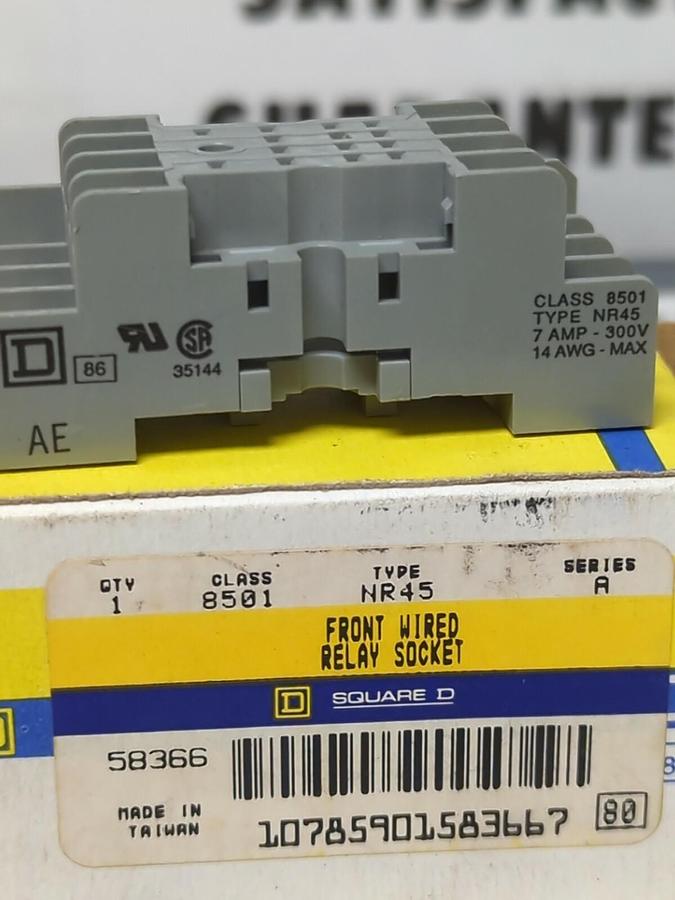 CLASS 8501
TYPE NR45
7 AMP - 300V
14 AWG - MAX
D
86
SA
35144
AE
QTY
1
CLASS
8501
TYPE
NR45
SERIES
A
FRONT WIRED
RELAY SOCKET
D SQUARE D
58366
MADE IN
TAIWAN
10785901583667
80